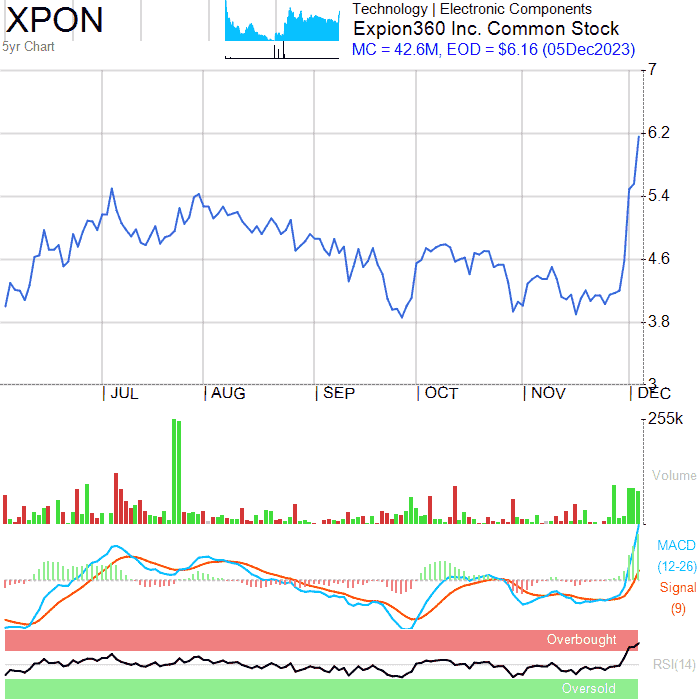 XPON
5yr Chart
Technology | Electronic Components
Expion360 Inc. Common Stock
MC = 42.6M, EOD = $6.16 (05Dec2023)
7
6.2
5.4
4.6
3.8
3
JUL AUG SEP OCT NOV DEC
255k
Volume
MACD
(12-26)
Signal
(9)
Overbought
RSI(14)
Oversold